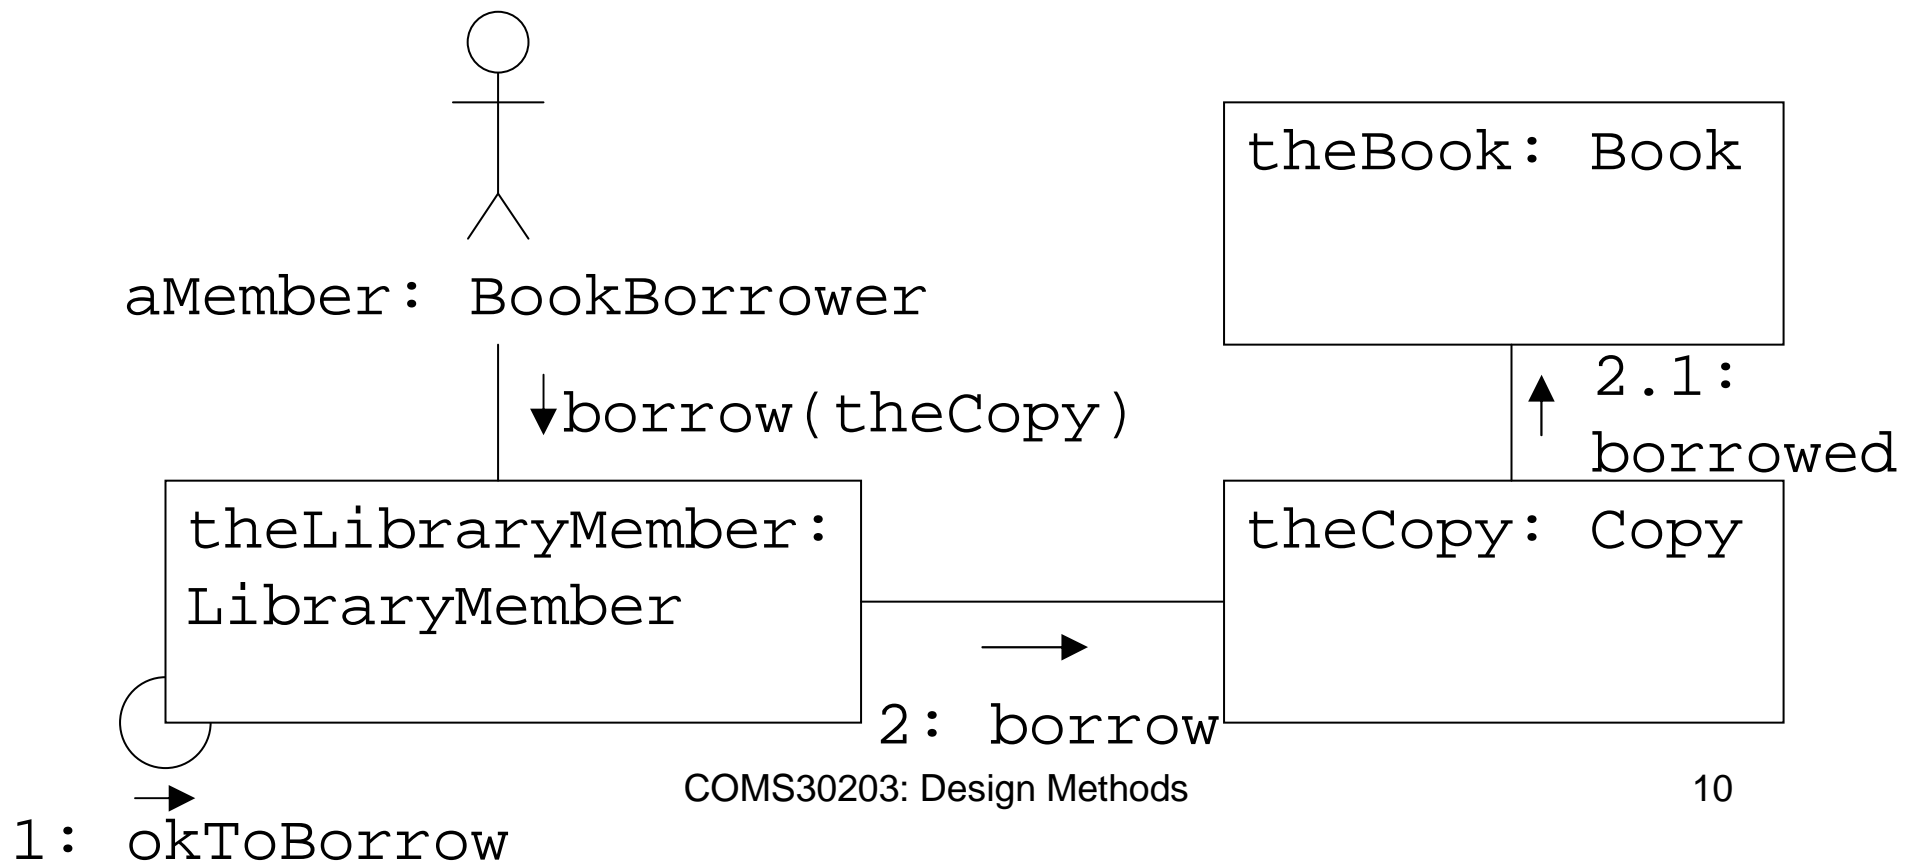 theBook: Book
aMember: BookBorrower
2.1:
borrowed
borrow(theCopy)
theLibraryMember:
LibraryMember
theCopy: Copy
2: borrow
COMS30203: Design Methods
10
1: okToBorrow